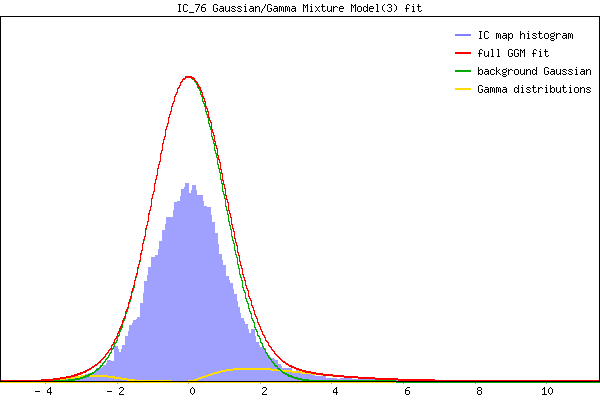 IC_76 Gaussian/Gamma Mixture Model(3) fit
IC map histogram
full GGM fit
background Gaussian
Gamma distributions
-4 -2 0 2 4 6 8 10